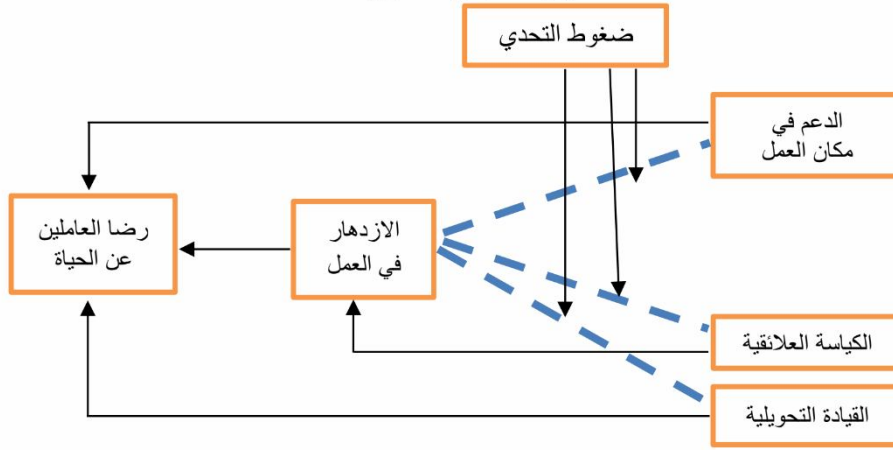 ضغوط التحدي
الدعم في
مكان العمل
الازدهار
في العمل
رضا العاملين
عن الحياة
الكياسة العلائقية
القيادة التحويلية